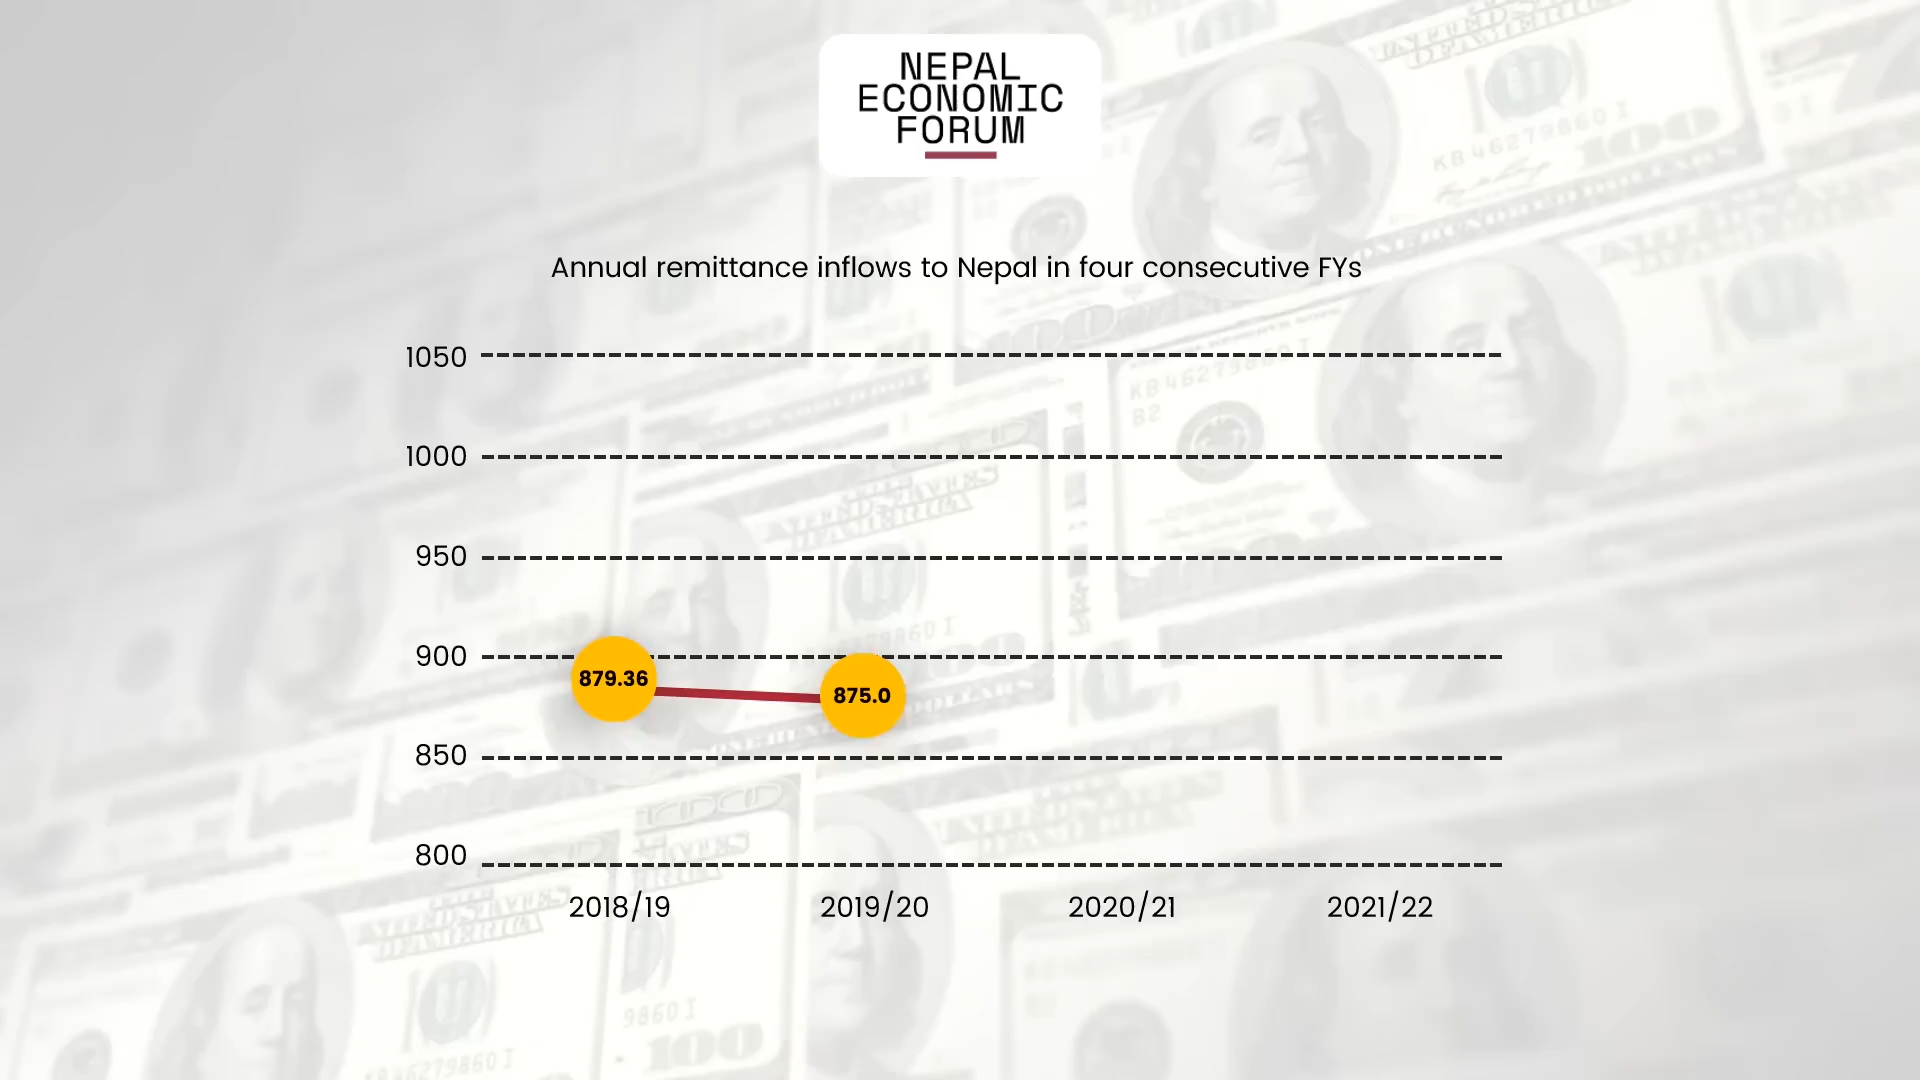 NEPAL
ECONOMIC
FORUM
Annual remittance inflows to Nepal in four consecutive FYs
1050
1000
950
900
879.36
875.0
850
800
2018/19 2019/20 2020/21 2021/22